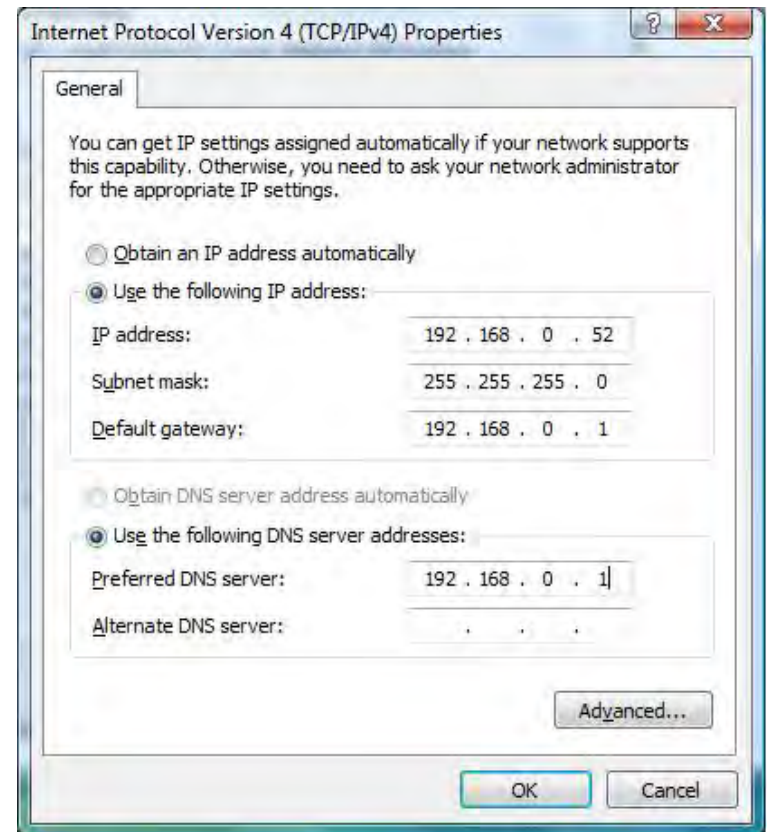 Internet Protocol Version 4 (TCP/IPv4) Properties
General
You can get IP settings assigned automatically if your network supports
this capability. Otherwise, you need to ask your network administrator
for the appropriate IP settings.
Obtain an IP address automatically
Use the following IP address:
IP address: 192 . 168 . 0 . 52
Subnet mask: 255 . 255 . 255 . 0
Default gateway: 192 . 168 . 0 . 1
Obtain DNS server address automatically
Use the following DNS server addresses:
Preferred DNS server: 192 . 168 . 0 . 1
Alternate DNS server: . . .
Advanced...
OK Cancel